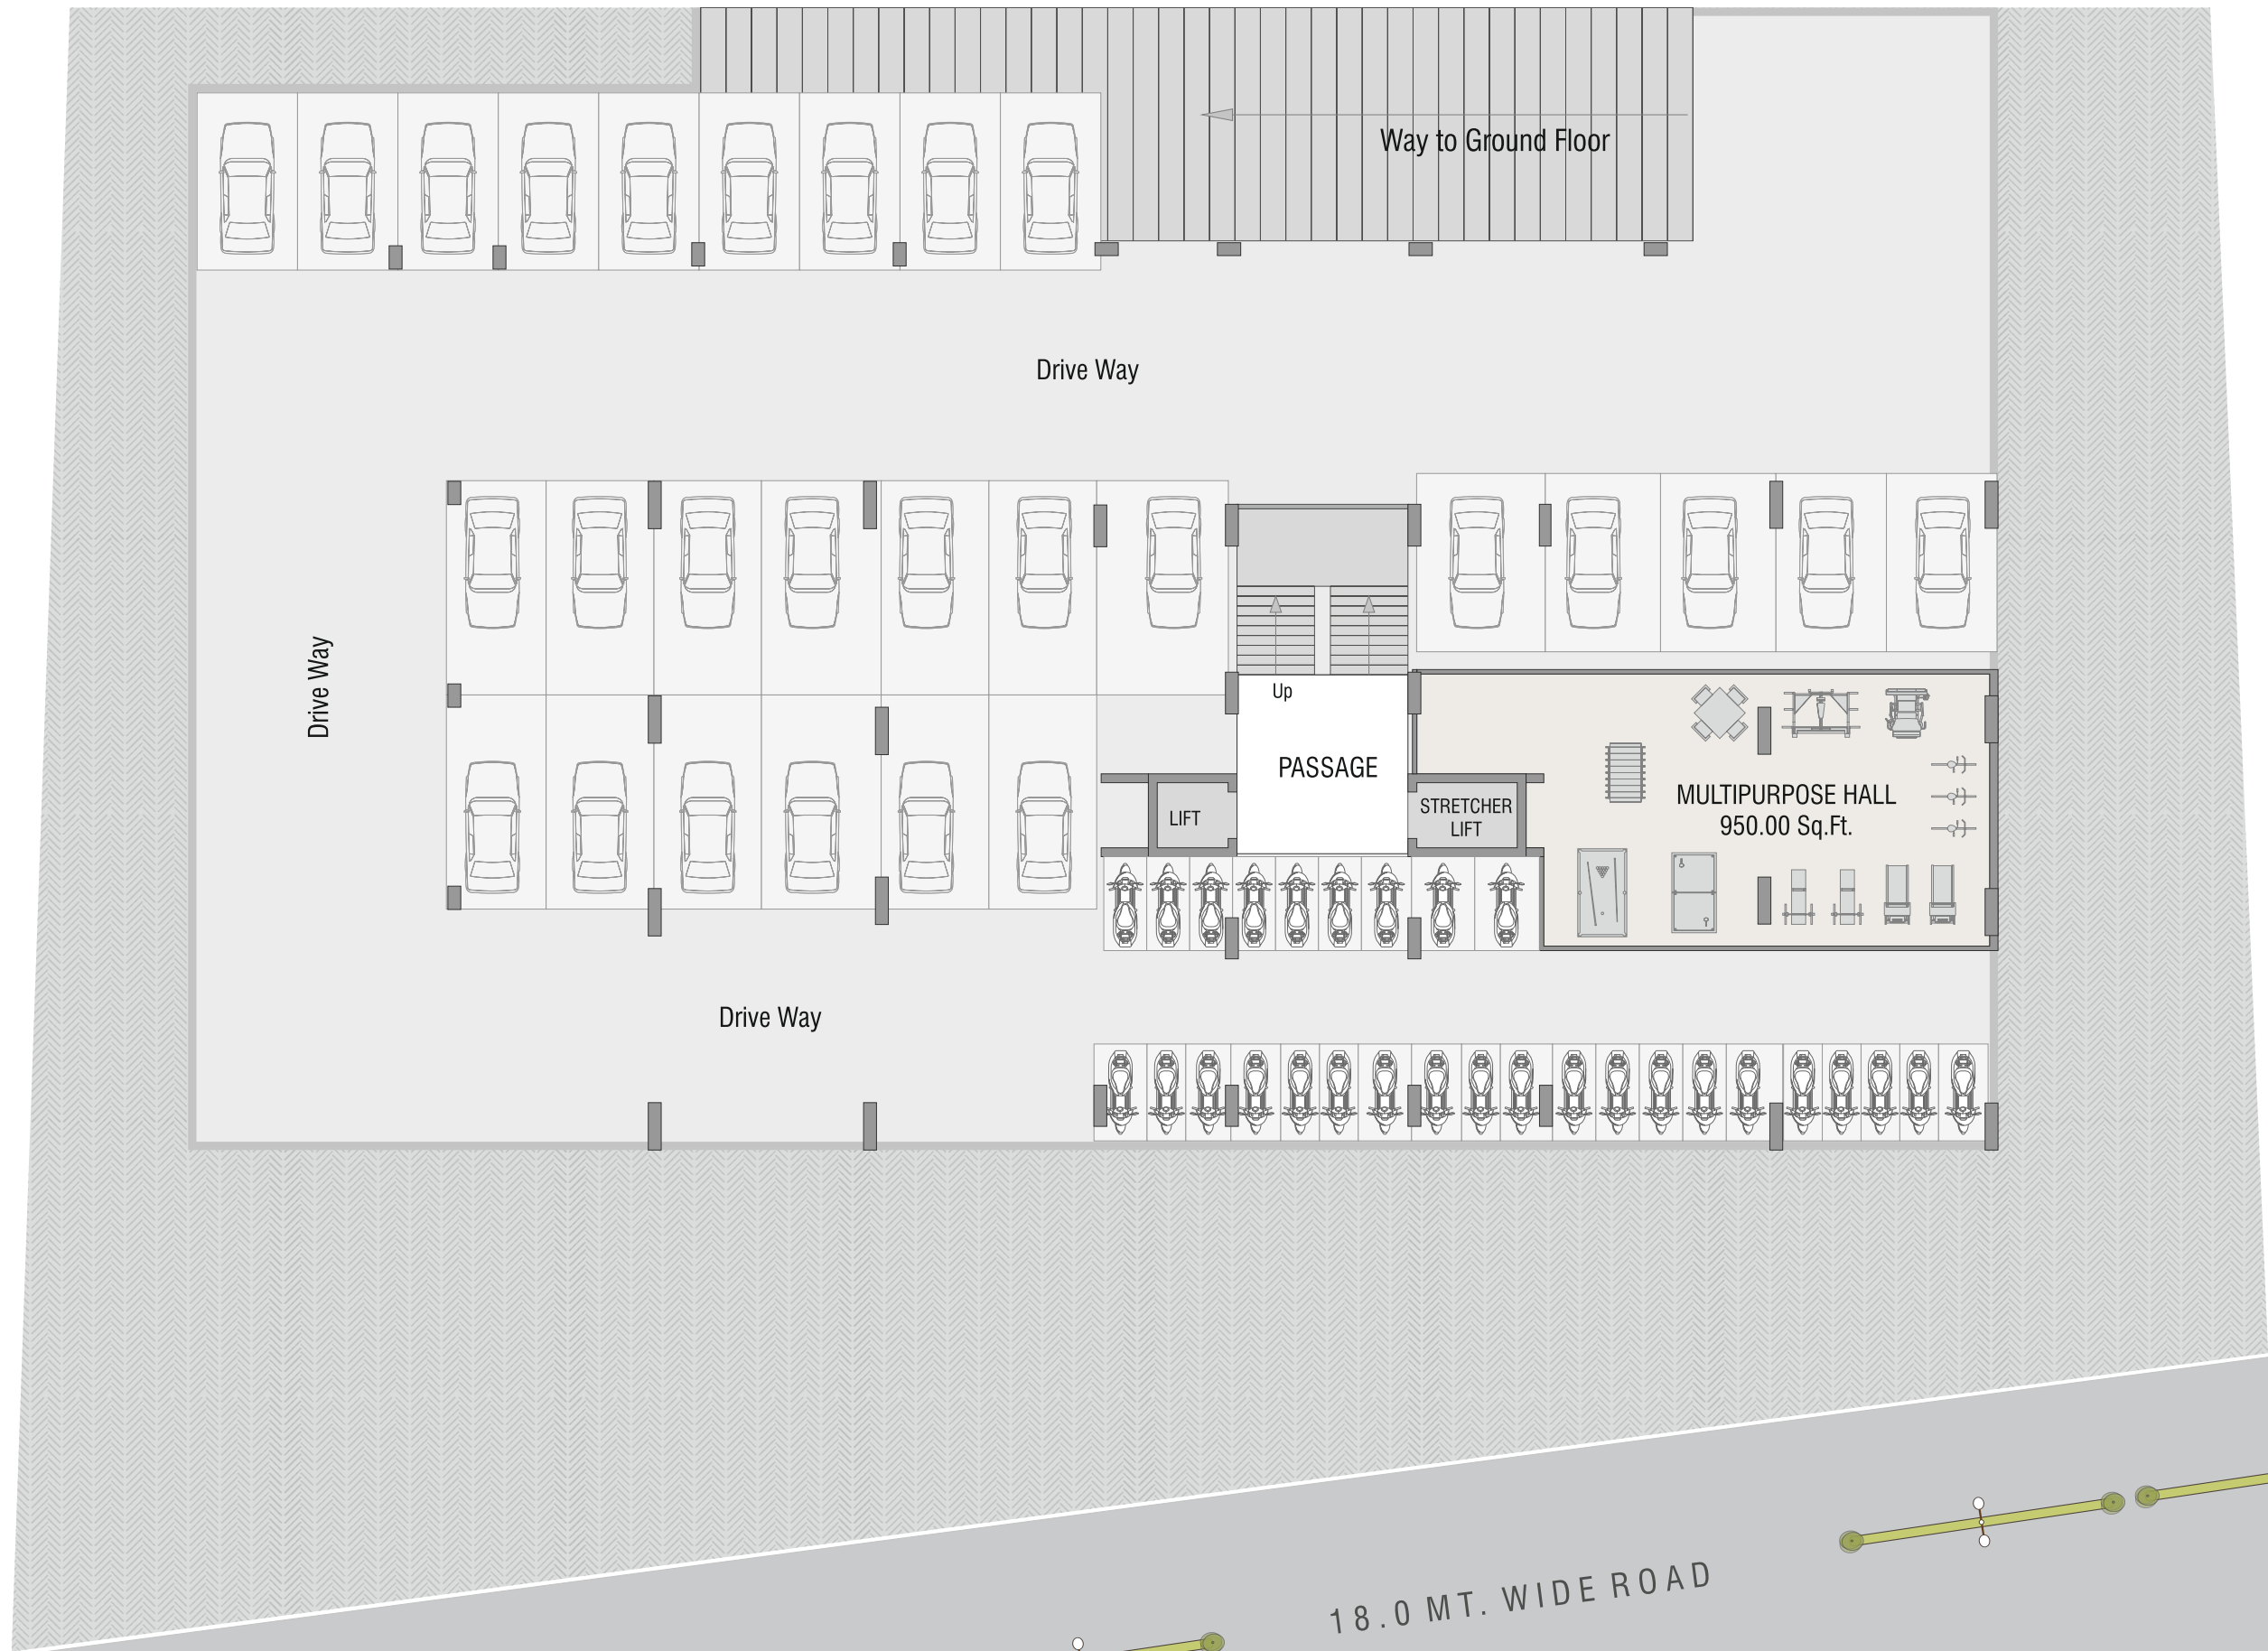 Way to Ground Floor
Drive Way
Drive Way
Up
PASSAGE
LIFT
STRETCHER
LIFT
MULTIPURPOSE HALL
950.00 Sq.Ft.
Drive Way
18.0 MT. WIDE ROAD